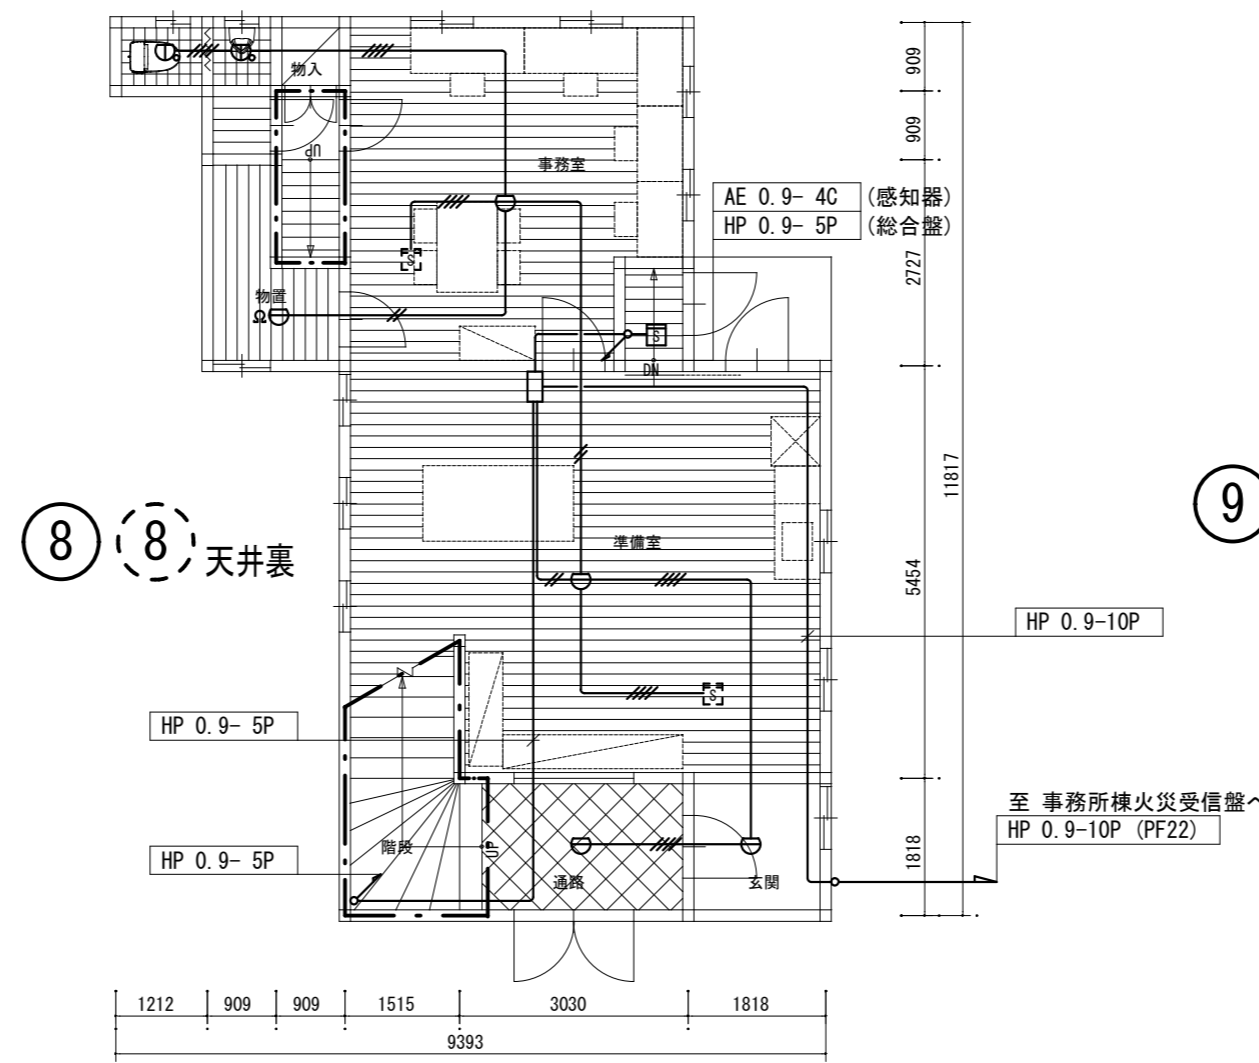 物入
UP
事務室
AE 0.9- 4C (感知器)
HP 0.9- 5P (総合盤)
S
物置
Ω
S
DN
909
909
2727
5454
1818
11817
8
8
天井裏
9
準備室
HP 0.9-10P
S
HP 0.9- 5P
HP 0.9- 5P
階段
UP
通路
玄関
至 事務所棟火災受信盤へ
HP 0.9-10P (PF22)
1212
909
909
1515
3030
1818
9393